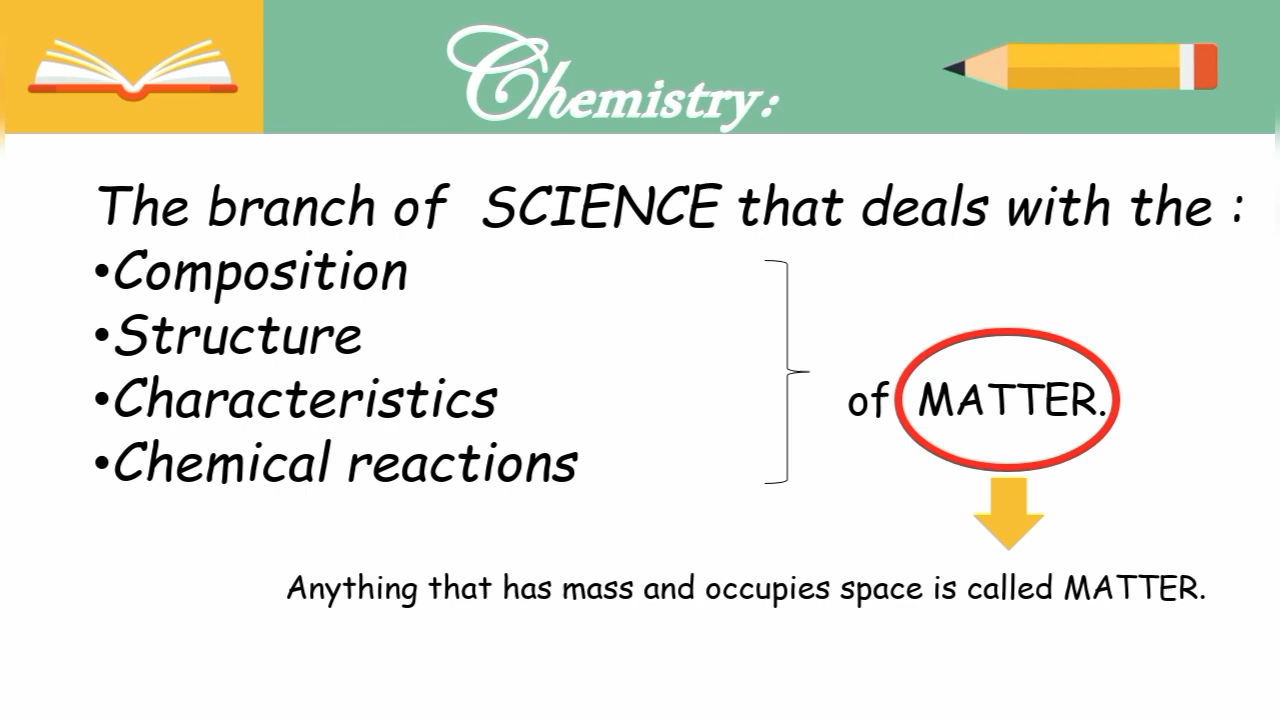 Chemistry:
The branch of SCIENCE that deals with the :
•Composition
•Structure
•Characteristics
•Chemical reactions
of MATTER.
Anything that has mass and occupies space is called MATTER.